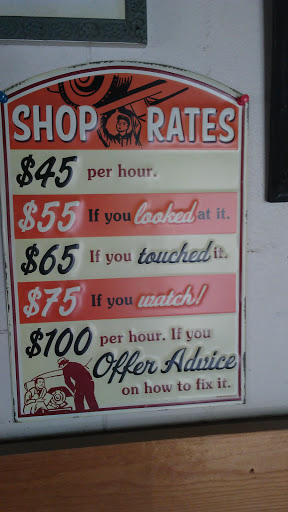 SHOP RATES
$45 per hour.
$55 If you looked at it.
$65 If you touched it.
$75 If you watch!
$100 per hour. If you
Offer Advice
on how to fix it.